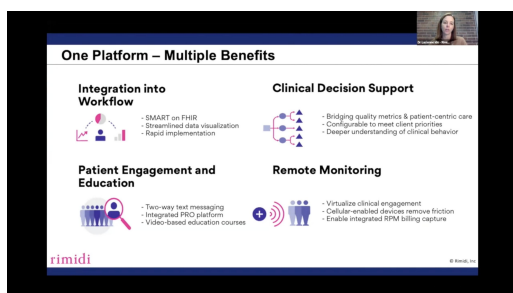 One Platform – Multiple Benefits
Integration into
Workflow
- SMART on FHIR
- Streamlined data visualization
- Rapid implementation
Clinical Decision Support
- Bridging quality metrics & patient-centric care
- Configurable to meet client priorities
- Deeper understanding of clinical behavior
Patient Engagement and
Education
- Two-way text messaging
- Integrated PRO platform
- Video-based education courses
Remote Monitoring
- Virtualize clinical engagement
- Cellular-enabled devices remove friction
- Enable integrated RPM billing capture
rimidi
© Rimidi, Inc